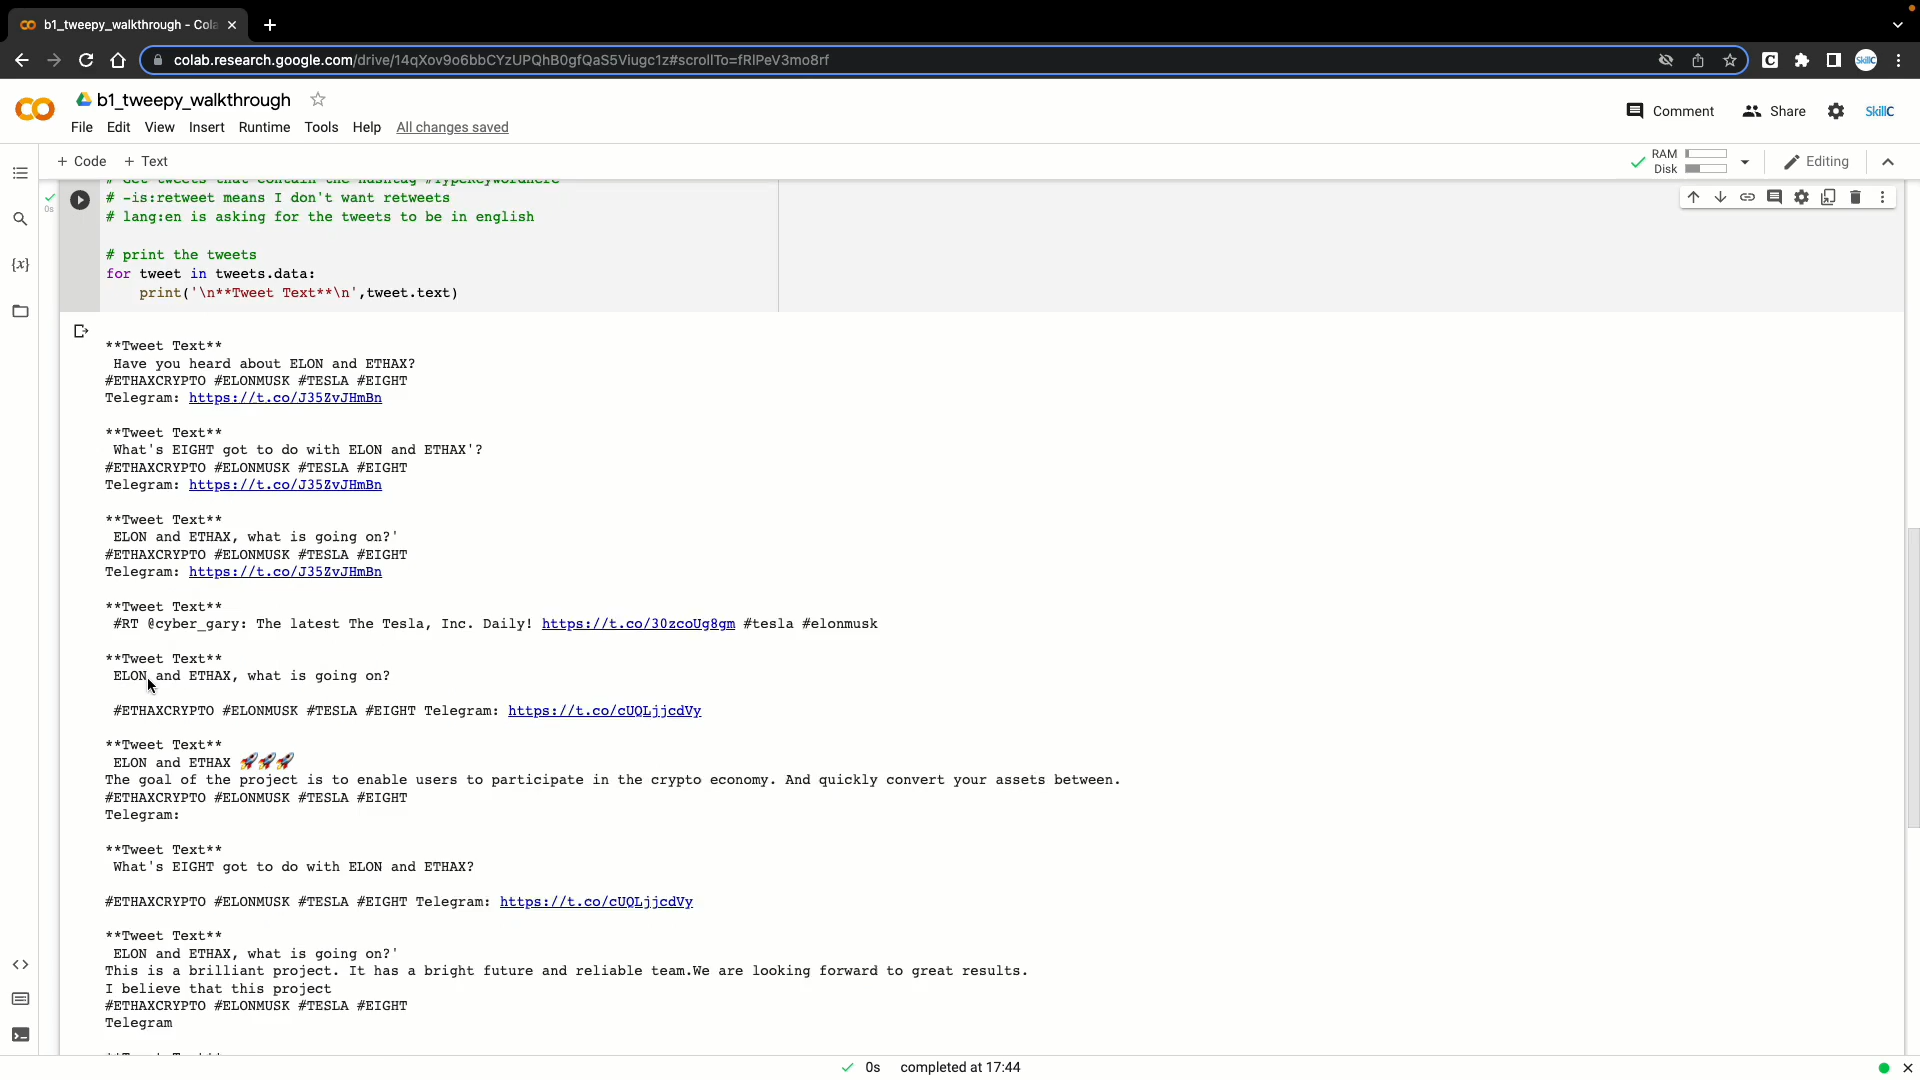 b1_tweepy_walkthrough - Cola
colab.research.google.com/drive/14qXov9o6bbCYzUPQhB0gfQaS5Viugc1z#scrollTo=fRlPeV3mo8rf
b1_tweepy_walkthrough
Comment
Share
SkillC
File Edit View Insert Runtime Tools Help All changes saved
+ Code + Text
RAM
Disk
Editing
# Get tweets that contain the hashtag #TypeKeywordHere
# -is:retweet means I don't want retweets
# lang:en is asking for the tweets to be in english
# print the tweets
for tweet in tweets.data:
print('\n**Tweet Text**\n',tweet.text)
**Tweet Text**
Have you heard about ELON and ETHAX?
#ETHAXCRYPTO #ELONMUSK #TESLA #EIGHT
Telegram: https://t.co/J35ZvJHmBn
**Tweet Text**
What's EIGHT got to do with ELON and ETHAX'?
#ETHAXCRYPTO #ELONMUSK #TESLA #EIGHT
Telegram: https://t.co/J35ZvJHmBn
**Tweet Text**
ELON and ETHAX, what is going on?'
#ETHAXCRYPTO #ELONMUSK #TESLA #EIGHT
Telegram: https://t.co/J35ZvJHmBn
**Tweet Text**
#RT @cyber_gary: The latest The Tesla, Inc. Daily! https://t.co/30zcoUg8gm #tesla #elonmusk
**Tweet Text**
ELON and ETHAX, what is going on?
#ETHAXCRYPTO #ELONMUSK #TESLA #EIGHT Telegram: https://t.co/cUQLjjcdVy
**Tweet Text**
ELON and ETHAX 🚀🚀🚀
The goal of the project is to enable users to participate in the crypto economy. And quickly convert your assets between.
#ETHAXCRYPTO #ELONMUSK #TESLA #EIGHT
Telegram:
**Tweet Text**
What's EIGHT got to do with ELON and ETHAX?
#ETHAXCRYPTO #ELONMUSK #TESLA #EIGHT Telegram: https://t.co/cUQLjjcdVy
**Tweet Text**
ELON and ETHAX, what is going on?'
This is a brilliant project. It has a bright future and reliable team.We are looking forward to great results.
I believe that this project
#ETHAXCRYPTO #ELONMUSK #TESLA #EIGHT
Telegram
0s completed at 17:44